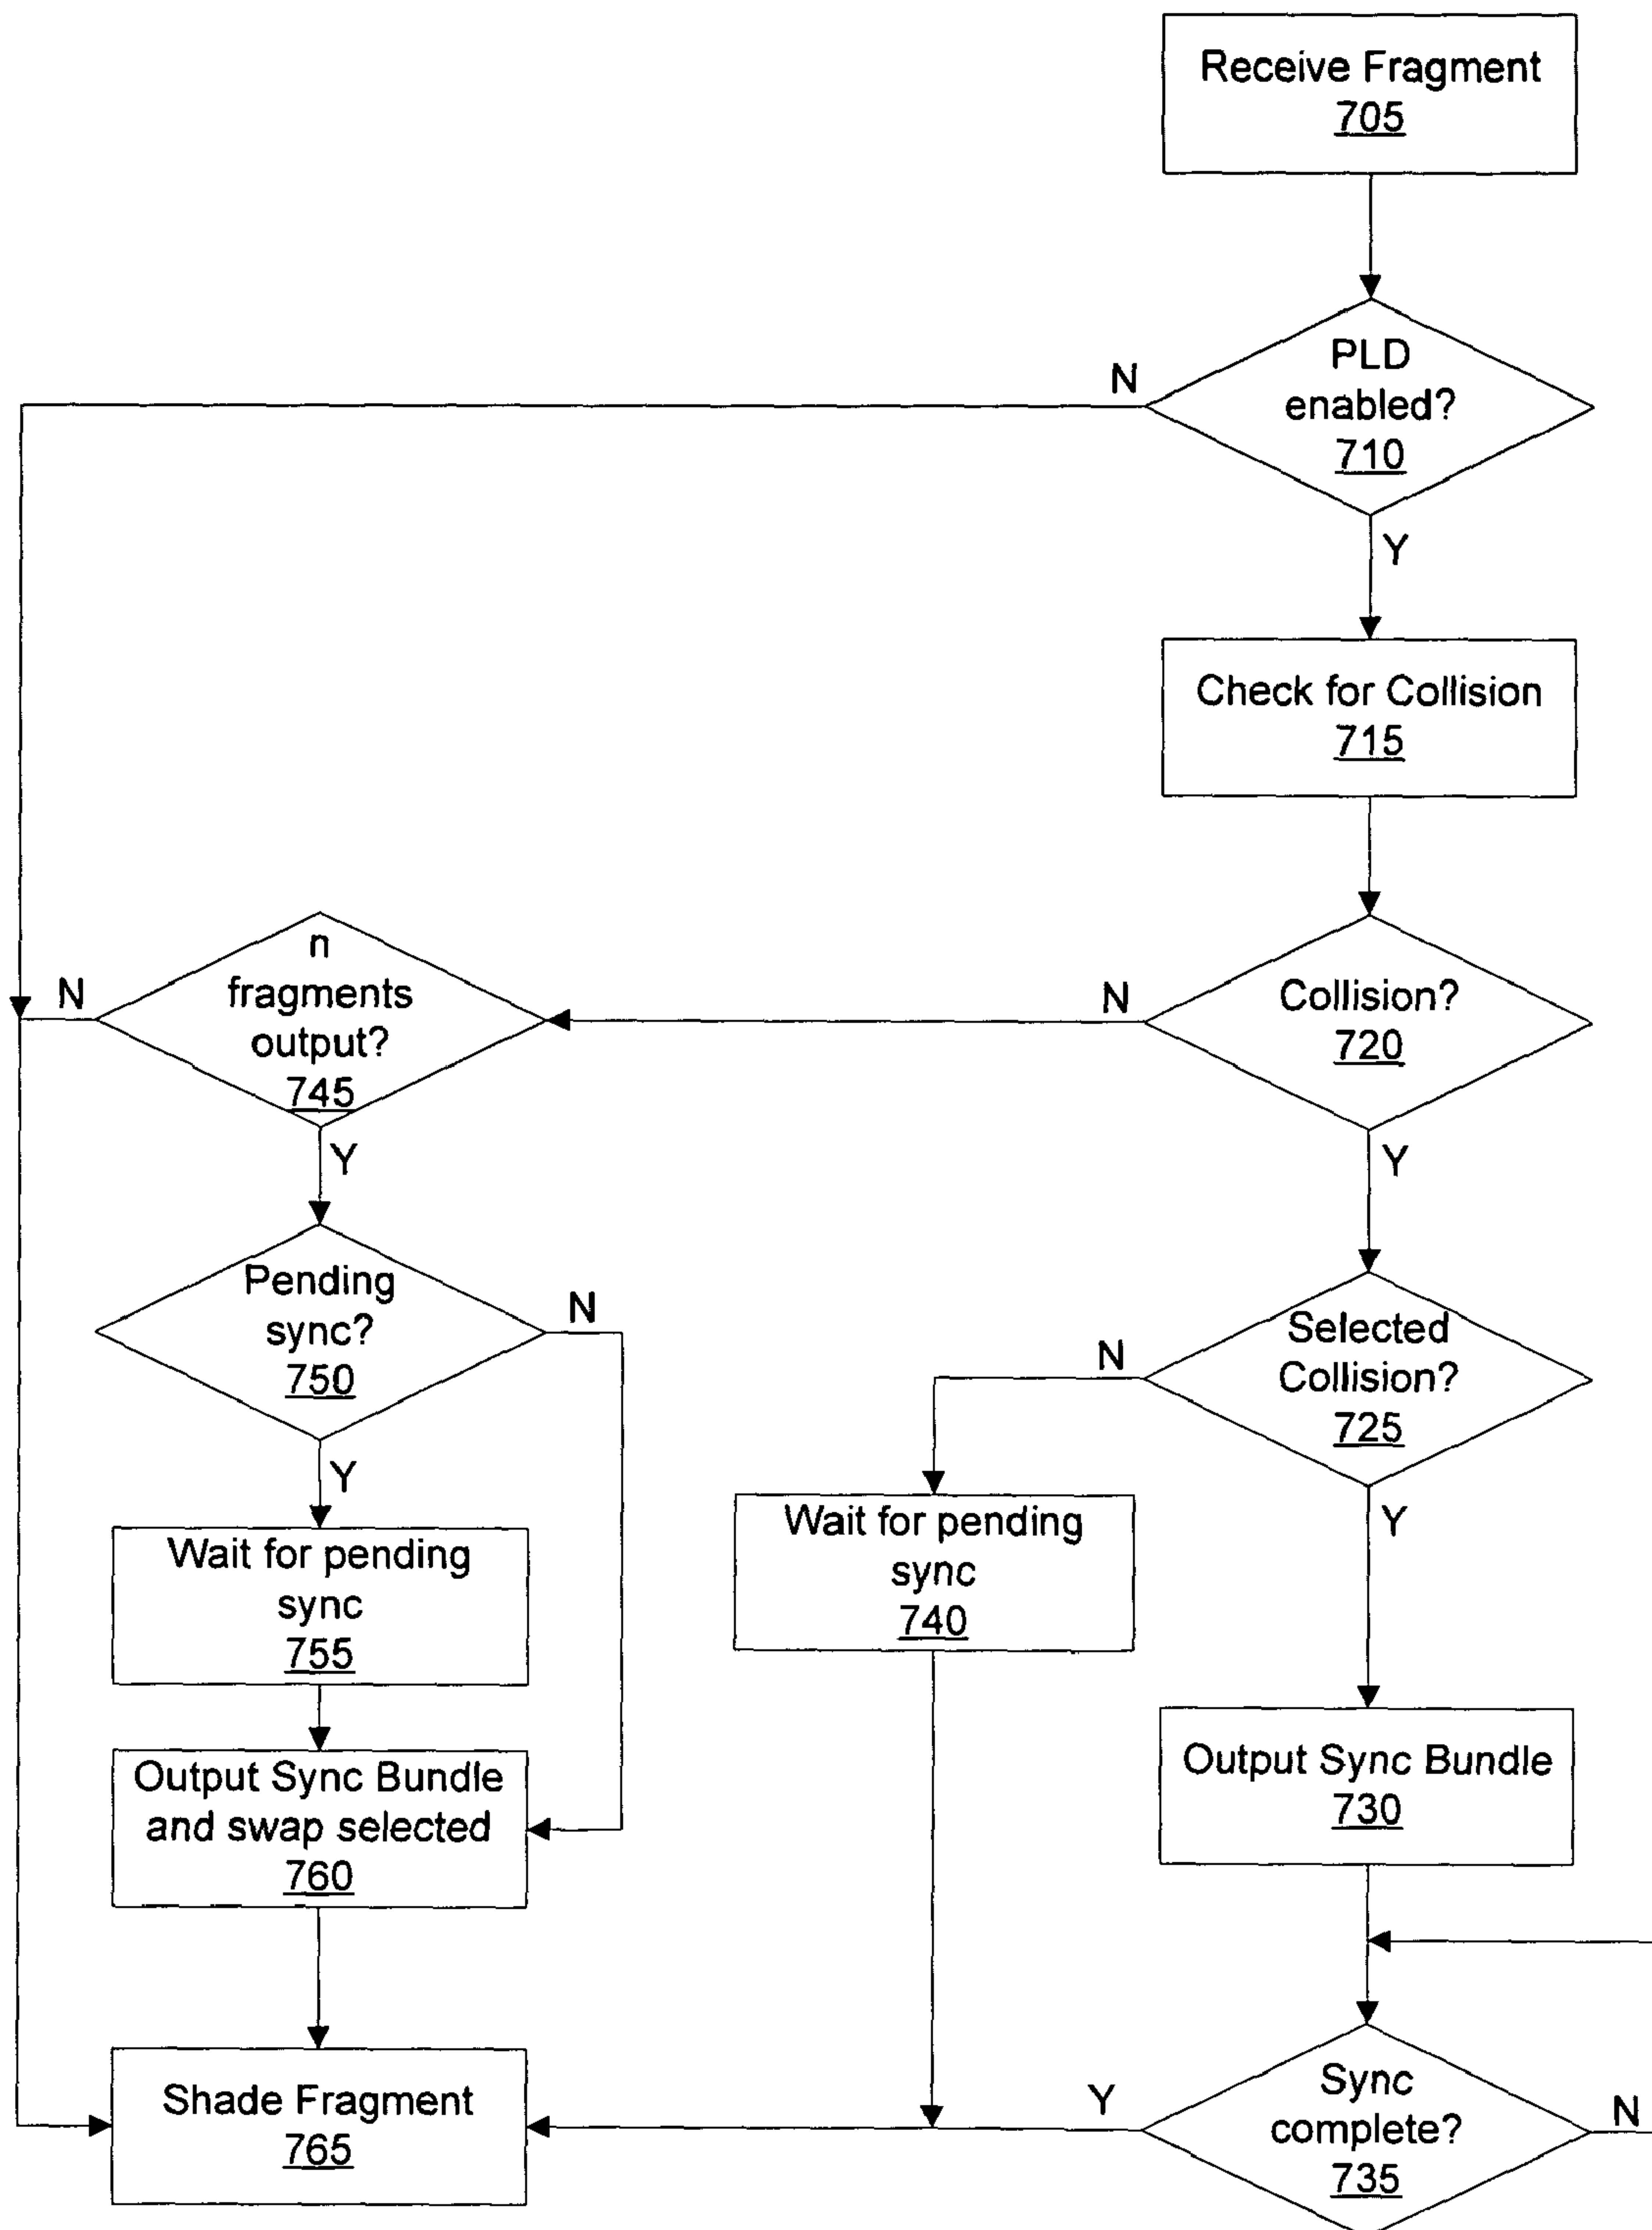 Receive Fragment
705
PLD
enabled?
710
N
Y
Check for Collision
715
Collision?
720
N
Y
n
fragments
output?
745
N
Y
Pending
sync?
750
N
Y
Selected
Collision?
725
N
Y
Wait for pending
sync
755
Wait for pending
sync
740
Output Sync Bundle
and swap selected
760
Output Sync Bundle
730
Shade Fragment
765
Sync
complete?
735
Y
N